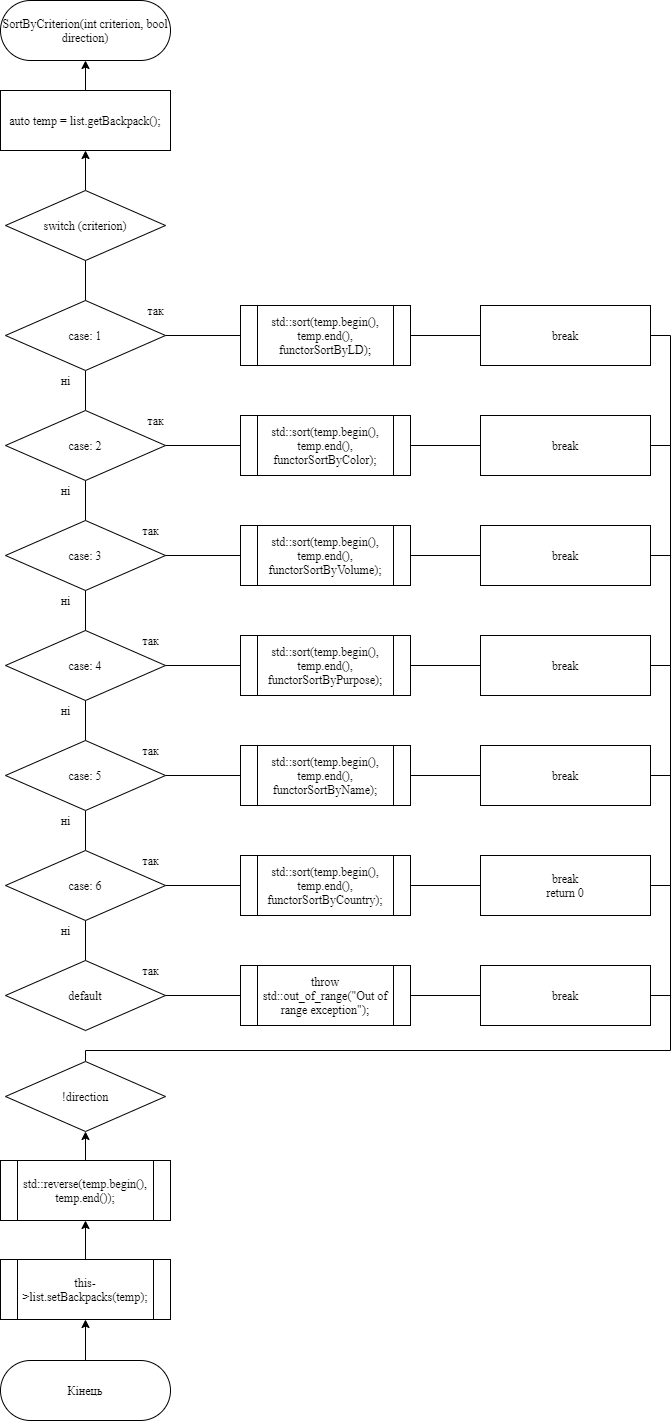 SortByCriterion(int criterion, bool
direction)
auto temp = list.getBackpack();
switch (criterion)
так
case: 1
std::sort(temp.begin(),
temp.end(),
functorSortByLD);
break
ні
так
case: 2
std::sort(temp.begin(),
temp.end(),
functorSortByColor);
break
ні
так
case: 3
std::sort(temp.begin(),
temp.end(),
functorSortByVolume);
break
ні
так
case: 4
std::sort(temp.begin(),
temp.end(),
functorSortByPurpose);
break
ні
так
case: 5
std::sort(temp.begin(),
temp.end(),
functorSortByName);
break
ні
так
case: 6
std::sort(temp.begin(),
temp.end(),
functorSortByCountry);
break
return 0
ні
так
default
throw
std::out_of_range("Out of
range exception");
break
!direction
std::reverse(temp.begin(),
temp.end());
this-
>list.setBackpacks(temp);
Кінець